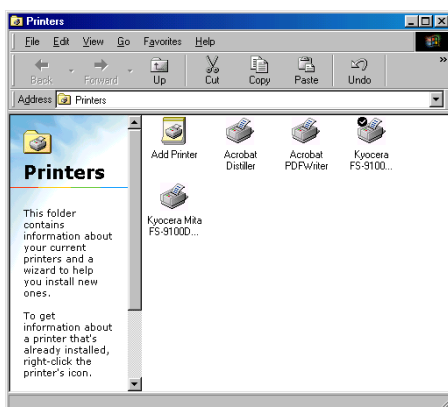 Printers
File Edit View Go Favorites Help
Back Forward Up Cut Copy Paste Undo »
Address Printers
Add Printer
Acrobat
Distiller
Acrobat
PDFWriter
Kyocera
FS-9100...
Kyocera Mita
FS-9100D...
Printers
This folder
contains
information about
your current
printers and a
wizard to help
you install new
ones.
To get
information about
a printer that's
already installed,
right-click the
printer's icon.